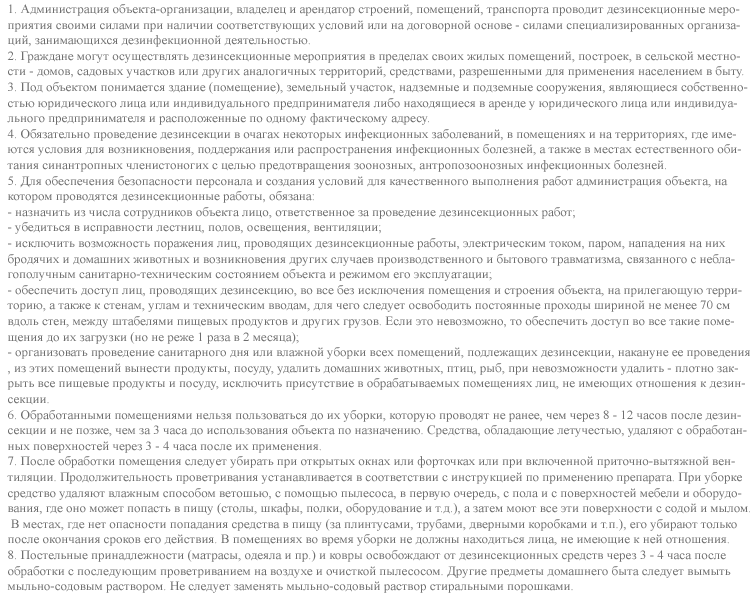 1. Администрация объекта-организации, владелец и арендатор строений, помещений, транспорта проводит дезинсекционные меро-
приятия своими силами при наличии соответствующих условий или на договорной основе - силами специализированных организа-
ций, занимающихся дезинфекционной деятельностью.
2. Граждане могут осуществлять дезинсекционные мероприятия в пределах своих жилых помещений, построек, в сельской местно-
сти - домов, садовых участков или других аналогичных территорий, средствами, разрешенными для применения населением в быту.
3. Под объектом понимается здание (помещение), земельный участок, надземные и подземные сооружения, являющиеся собственно-
стью юридического лица или индивидуального предпринимателя либо находящиеся в аренде у юридического лица или индивидуа-
льного предпринимателя и расположенные по одному фактическому адресу.
4. Обязательно проведение дезинсекции в очагах некоторых инфекционных заболеваний, в помещениях и на территориях, где име-
ются условия для возникновения, поддержания или распространения инфекционных болезней, а также в местах естественного оби-
тания синантропных членистоногих с целью предотвращения зоонозных, антропозоонозных инфекционных болезней.
5. Для обеспечения безопасности персонала и создания условий для качественного выполнения работ администрация объекта, на
котором проводятся дезинсекционные работы, обязана:
- назначить из числа сотрудников объекта лицо, ответственное за проведение дезинсекционных работ;
- убедиться в исправности лестниц, полов, освещения, вентиляции;
- исключить возможность поражения лиц, проводящих дезинсекционные работы, электрическим током, паром, нападения на них
бродячих и домашних животных и возникновения других случаев производственного и бытового травматизма, связанного с небла-
гополучным санитарно-техническим состоянием объекта и режимом его эксплуатации;
- обеспечить доступ лиц, проводящих дезинсекцию, во все без исключения помещения и строения объекта, на прилегающую терри-
торию, а также к стенам, углам и техническим вводам, для чего следует освободить постоянные проходы шириной не менее 70 см
вдоль стен, между штабелями пищевых продуктов и других грузов. Если это невозможно, то обеспечить доступ во все такие поме-
щения до их загрузки (но не реже 1 раза в 2 месяца);
- организовать проведение санитарного дня или влажной уборки всех помещений, подлежащих дезинсекции, накануне ее проведения
, из этих помещений вынести продукты, посуду, удалить домашних животных, птиц, рыб, при невозможности удалить - плотно зак-
рыть все пищевые продукты и посуду, исключить присутствие в обрабатываемых помещениях лиц, не имеющих отношения к дезин-
секции.
6. Обработанными помещениями нельзя пользоваться до их уборки, которую проводят не ранее, чем через 8 - 12 часов после дезин-
секции и не позже, чем за 3 часа до использования объекта по назначению. Средства, обладающие летучестью, удаляют с обработан-
ных поверхностей через 3 - 4 часа после их применения.
7. После обработки помещения следует убирать при открытых окнах или форточках или при включенной приточно-вытяжной вен-
тиляции. Продолжительность проветривания устанавливается в соответствии с инструкцией по применению препарата. При уборке
средство удаляют влажным способом ветошью, с помощью пылесоса, в первую очередь, с пола и с поверхностей мебели и оборудо-
вания, где оно может попасть в пищу (столы, шкафы, полки, оборудование и т.д.), а затем моют все эти поверхности с содой и мылом.
В местах, где нет опасности попадания средства в пищу (за плинтусами, трубами, дверными коробками и т.п.), его убирают только
после окончания сроков его действия. В помещениях во время уборки не должны находиться лица, не имеющие к ней отношения.
8. Постельные принадлежности (матрасы, одеяла и пр.) и ковры освобождают от дезинсекционных средств через 3 - 4 часа после
обработки с последующим проветриванием на воздухе и очисткой пылесосом. Другие предметы домашнего быта следует вымыть
мыльно-содовым раствором. Не следует заменять мыльно-содовый раствор стиральными порошками.